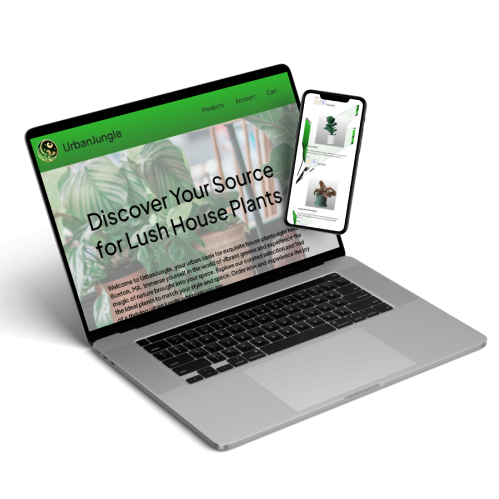 UrbanJungle
Products
Account
Cart
Discover Your Source
for Lush House Plants
Welcome to UrbanJungle, your urban oasis for exquisite house plants right here
Boston, MA. Immerse yourself in the world of vibrant greens and experience the
magic of nature brought into your space. Explore our curated selection and find
the ideal plants to match your style and space. Order now and experience the joy